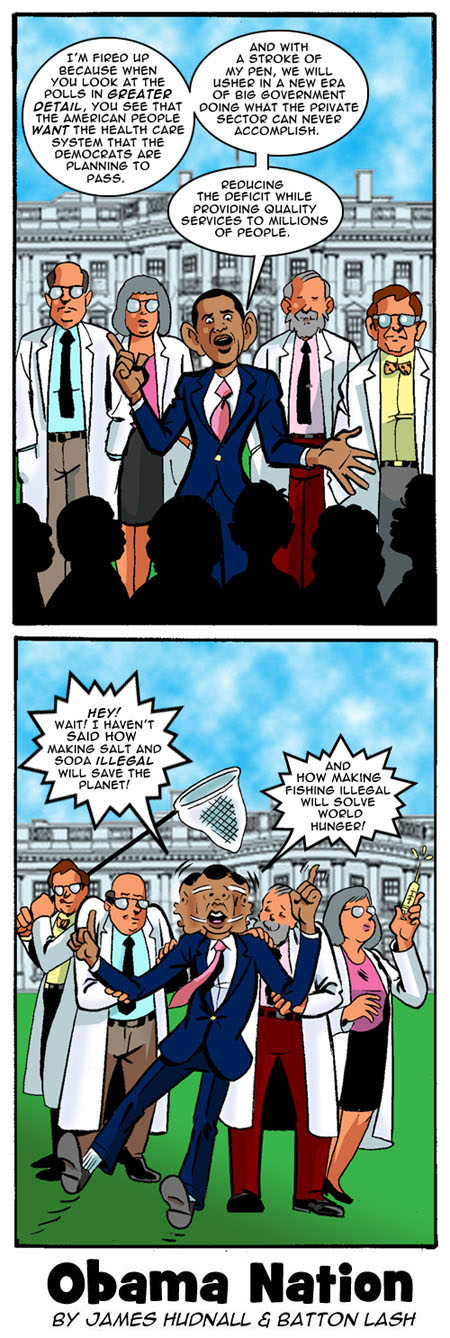 I'M FIRED UP
BECAUSE WHEN
YOU LOOK AT THE
POLLS IN GREATER
DETAIL, YOU SEE THAT
THE AMERICAN PEOPLE
WANT THE HEALTH CARE
SYSTEM THAT THE
DEMOCRATS ARE
PLANNING TO
PASS.
AND WITH
A STROKE OF
MY PEN, WE WILL
USHER IN A NEW ERA
OF BIG GOVERNMENT
DOING WHAT THE PRIVATE
SECTOR CAN NEVER
ACCOMPLISH.
REDUCING
THE DEFICIT WHILE
PROVIDING QUALITY
SERVICES TO MILLIONS
OF PEOPLE.
HEY!
WAIT! I HAVEN'T
SAID HOW
MAKING SALT AND
SODA ILLEGAL
WILL SAVE THE
PLANET!
AND
HOW MAKING
FISHING ILLEGAL
WILL SOLVE
WORLD
HUNGER!
Obama Nation
BY JAMES HUDNALL & BATTON LASH